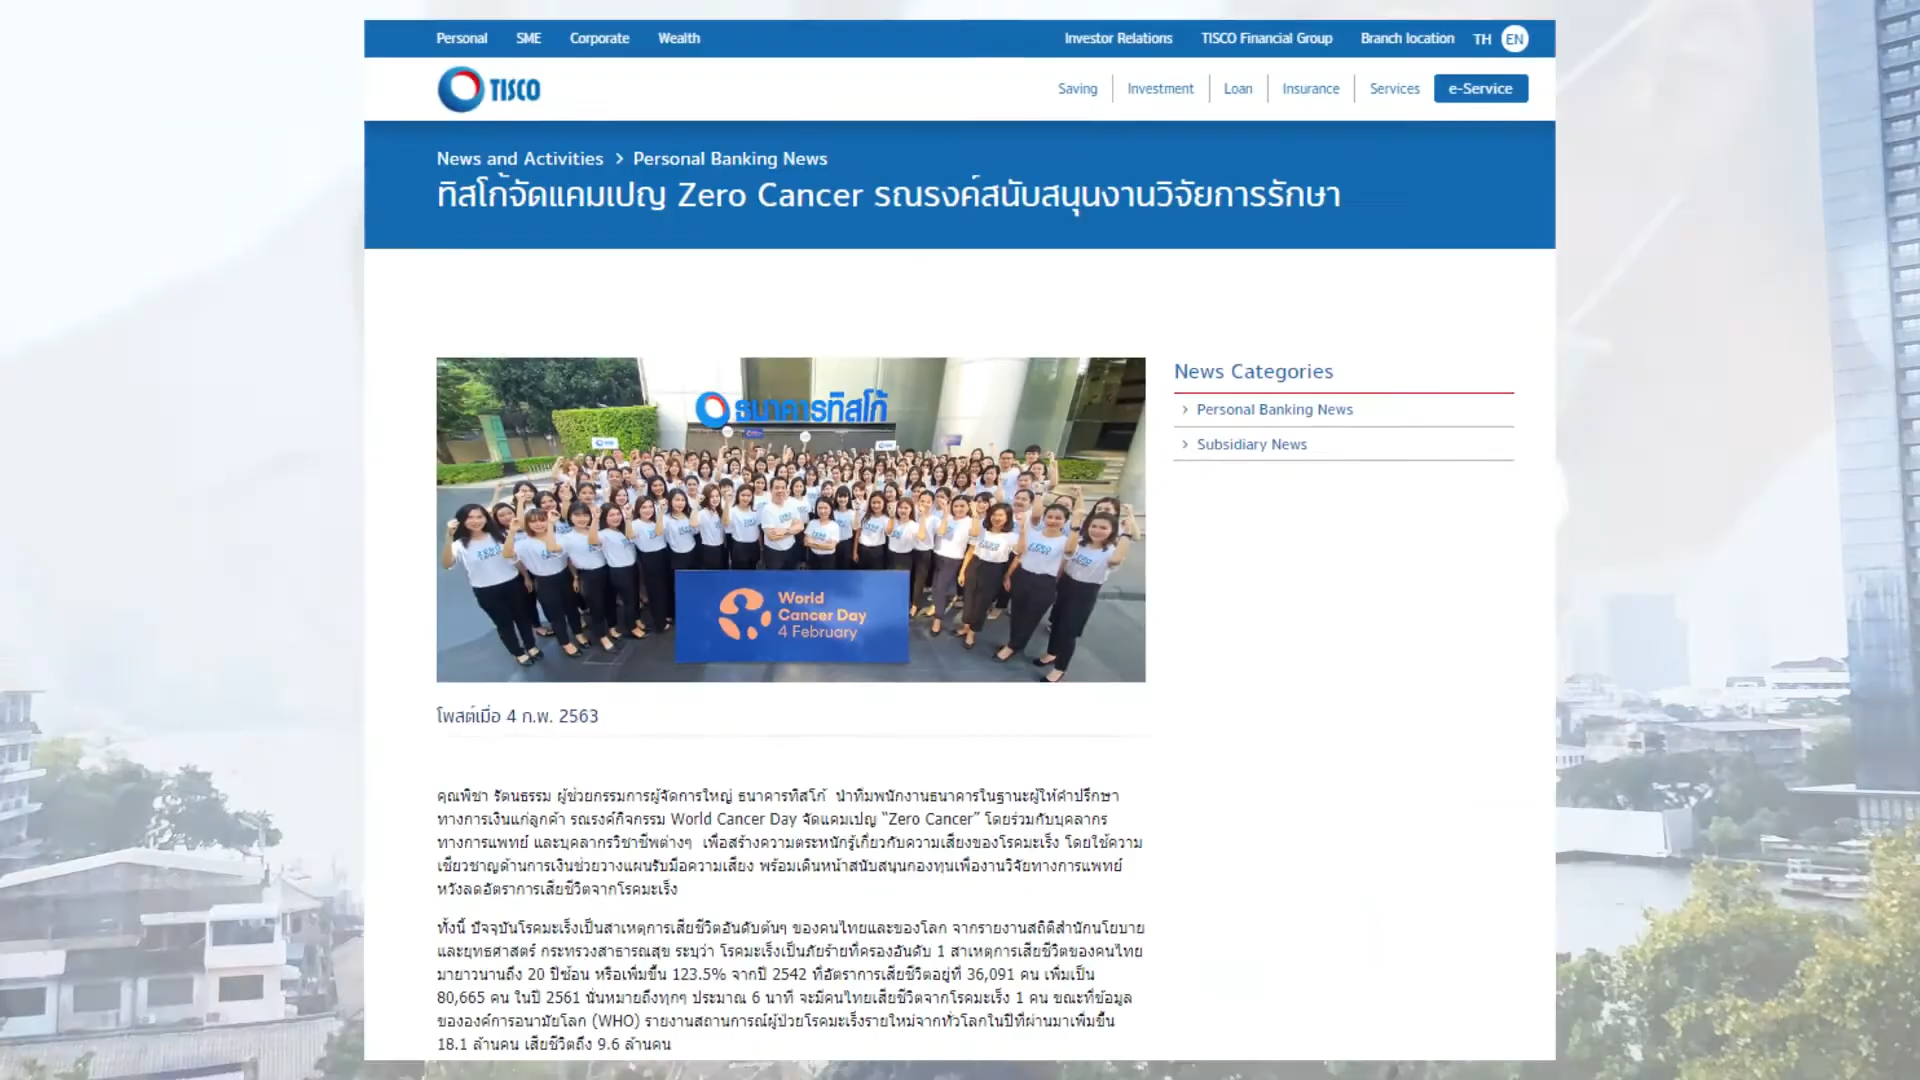 Personal SME Corporate Wealth Investor Relations TISCO Financial Group Branch location TH EN
TISCO Saving Investment Loan Insurance Services e-Service
News and Activities > Personal Banking News
ทิสโก้จัดแคมเปญ Zero Cancer รณรงค์สนับสนุนงานวิจัยการรักษา
ธนาคารทิสโก้
World
Cancer Day
4 February
News Categories
Personal Banking News
Subsidiary News
โพสต์เมื่อ 4 ก.พ. 2563
คุณพิชา รัตนธรรม ผู้ช่วยกรรมการผู้จัดการใหญ่ ธนาคารทิสโก้ นำทีมพนักงานธนาคารในฐานะผู้ให้คำปรึกษา
ทางการเงินแก่ลูกค้า รณรงค์กิจกรรม World Cancer Day จัดแคมเปญ “Zero Cancer” โดยร่วมกับบุคลากร
ทางการแพทย์ และบุคลากรวิชาชีพต่างๆ เพื่อสร้างความตระหนักรู้เกี่ยวกับความเสี่ยงของโรคมะเร็ง โดยใช้ความ
เชี่ยวชาญด้านการเงินช่วยวางแผนรับมือความเสี่ยง พร้อมเดินหน้าสนับสนุนกองทุนเพื่องานวิจัยทางการแพทย์
หวังลดอัตราการเสียชีวิตจากโรคมะเร็ง
ทั้งนี้ ปัจจุบันโรคมะเร็งเป็นสาเหตุการเสียชีวิตอันดับต้นๆ ของคนไทยและของโลก จากรายงานสถิติสำนักนโยบาย
และยุทธศาสตร์ กระทรวงสาธารณสุข ระบุว่า โรคมะเร็งเป็นภัยร้ายที่ครองอันดับ 1 สาเหตุการเสียชีวิตของคนไทย
มายาวนานถึง 20 ปีซ้อน หรือเพิ่มขึ้น 123.5% จากปี 2542 ที่อัตราการเสียชีวิตอยู่ที่ 36,091 คน เพิ่มเป็น
80,665 คน ในปี 2561 นั่นหมายถึงทุกๆ ประมาณ 6 นาที จะมีคนไทยเสียชีวิตจากโรคมะเร็ง 1 คน ขณะที่ข้อมูล
ขององค์การอนามัยโลก (WHO) รายงานสถานการณ์ผู้ป่วยโรคมะเร็งรายใหม่จากทั่วโลกในปีที่ผ่านมาเพิ่มขึ้น
18.1 ล้านคน เสียชีวิตถึง 9.6 ล้านคน